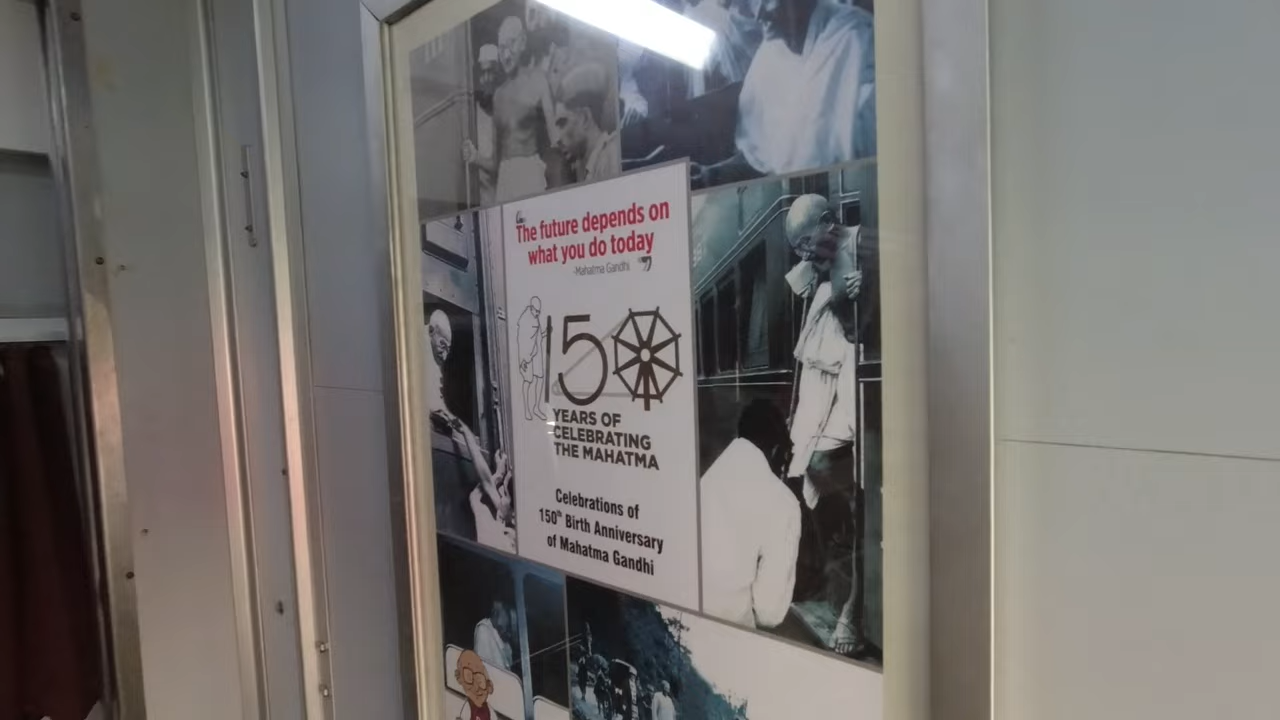 “
The future depends on
what you do today
-Mahatma Gandhi ”
150
YEARS OF
CELEBRATING
THE MAHATMA
Celebrations of
150th Birth Anniversary
of Mahatma Gandhi